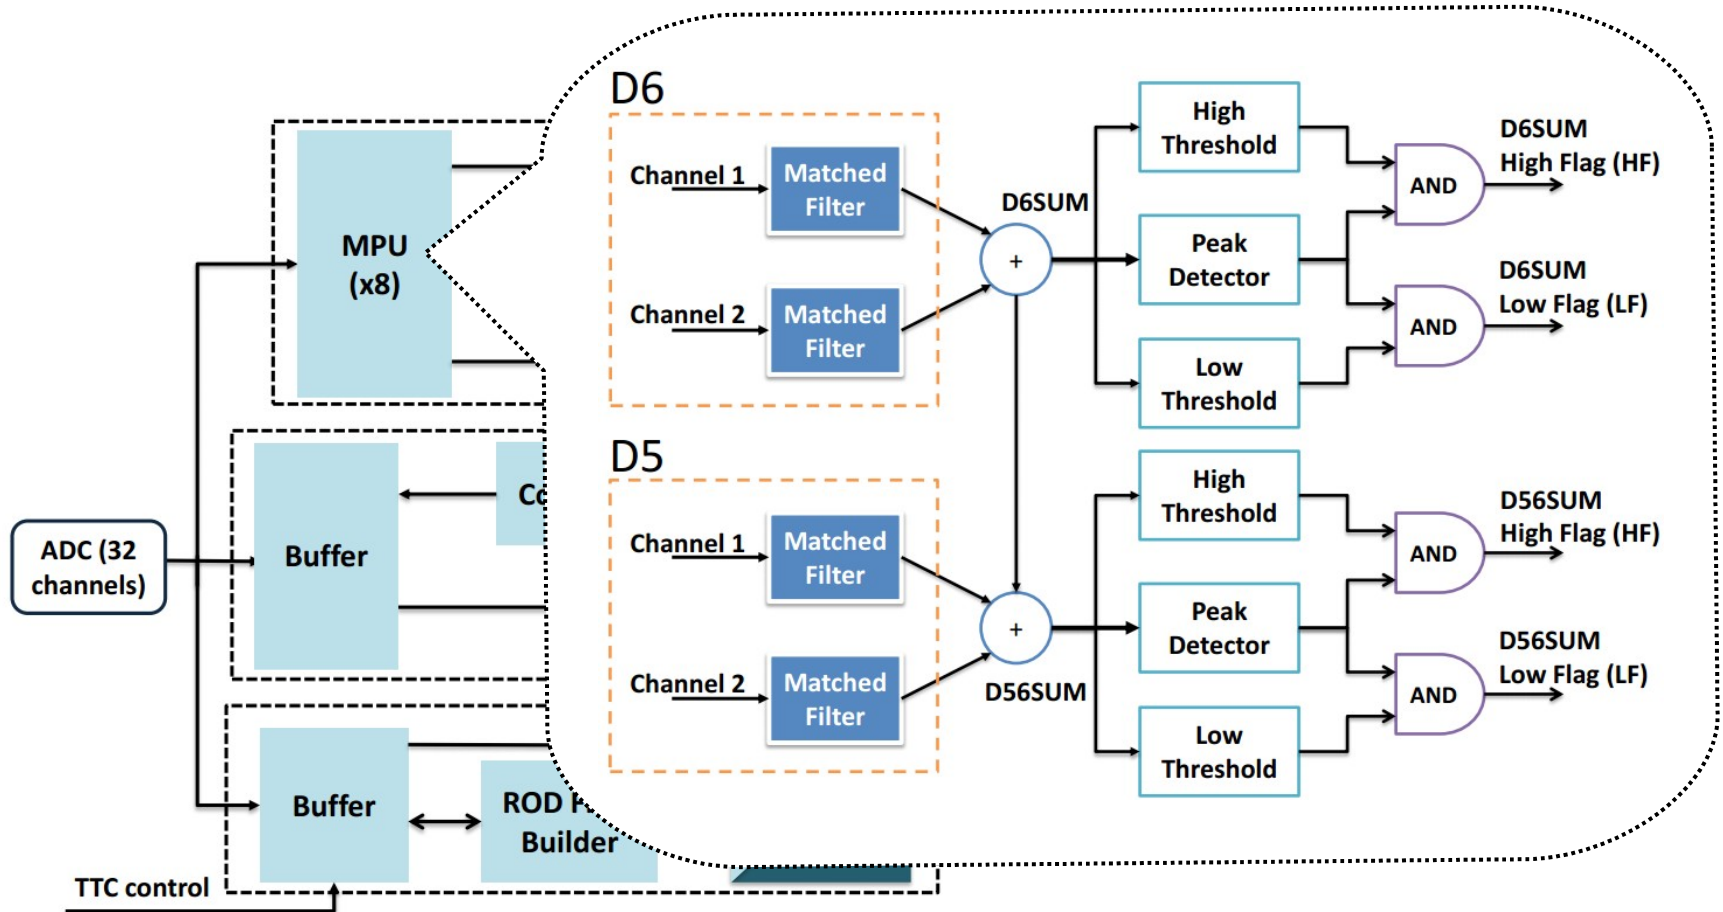 D6
Channel 1
Matched
Filter
Channel 2
Matched
Filter
D6SUM
+
High
Threshold
Peak
Detector
Low
Threshold
AND
D6SUM
High Flag (HF)
AND
D6SUM
Low Flag (LF)
D5
Channel 1
Matched
Filter
Channel 2
Matched
Filter
+
D56SUM
High
Threshold
Peak
Detector
Low
Threshold
AND
D56SUM
High Flag (HF)
AND
D56SUM
Low Flag (LF)
MPU
(x8)
ADC (32
channels)
Buffer
Buffer
ROD
Builder
TTC control